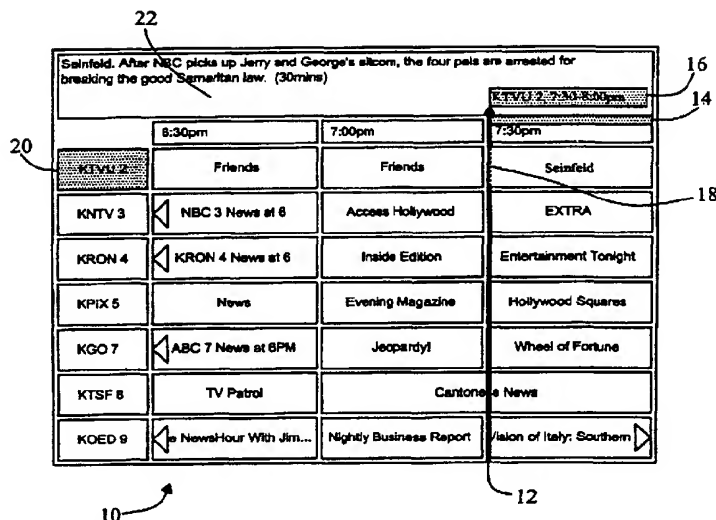 22
Seinfeld. After NBC picks up Jerry and George's sitcom, the four pals are arrested for
breaking the good Samaritan law. (30mins)
16
KTVU 2, 7:30-8:00pm
14
6:30pm 7:00pm 7:30pm
20
KTVU 2 Friends Friends Seinfeld
18
KNTV 3 NBC 3 News at 6 Access Hollywood EXTRA
KRON 4 KRON 4 News at 6 Inside Edition Entertainment Tonight
KPIX 5 News Evening Magazine Hollywood Squares
KGO 7 ABC 7 News at 6PM Jeopardy! Wheel of Fortune
KTSF 8 TV Patrol Cantonese News
KQED 9 e NewsHour With Jim... Nightly Business Report Vision of Italy: Southern
10
12